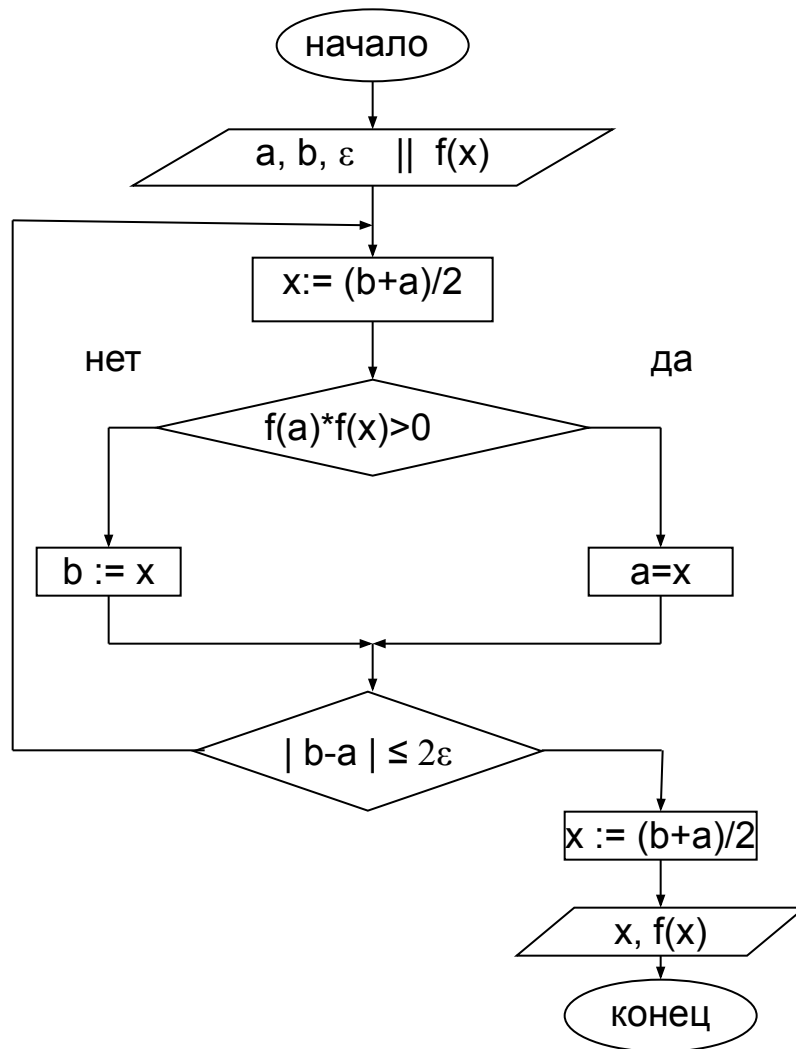 начало
a, b, ε || f(x)
x:= (b+a)/2
нет
да
f(a)*f(x)>0
b := x
a=x
| b-a | ≤ 2ε
x := (b+a)/2
x, f(x)
конец